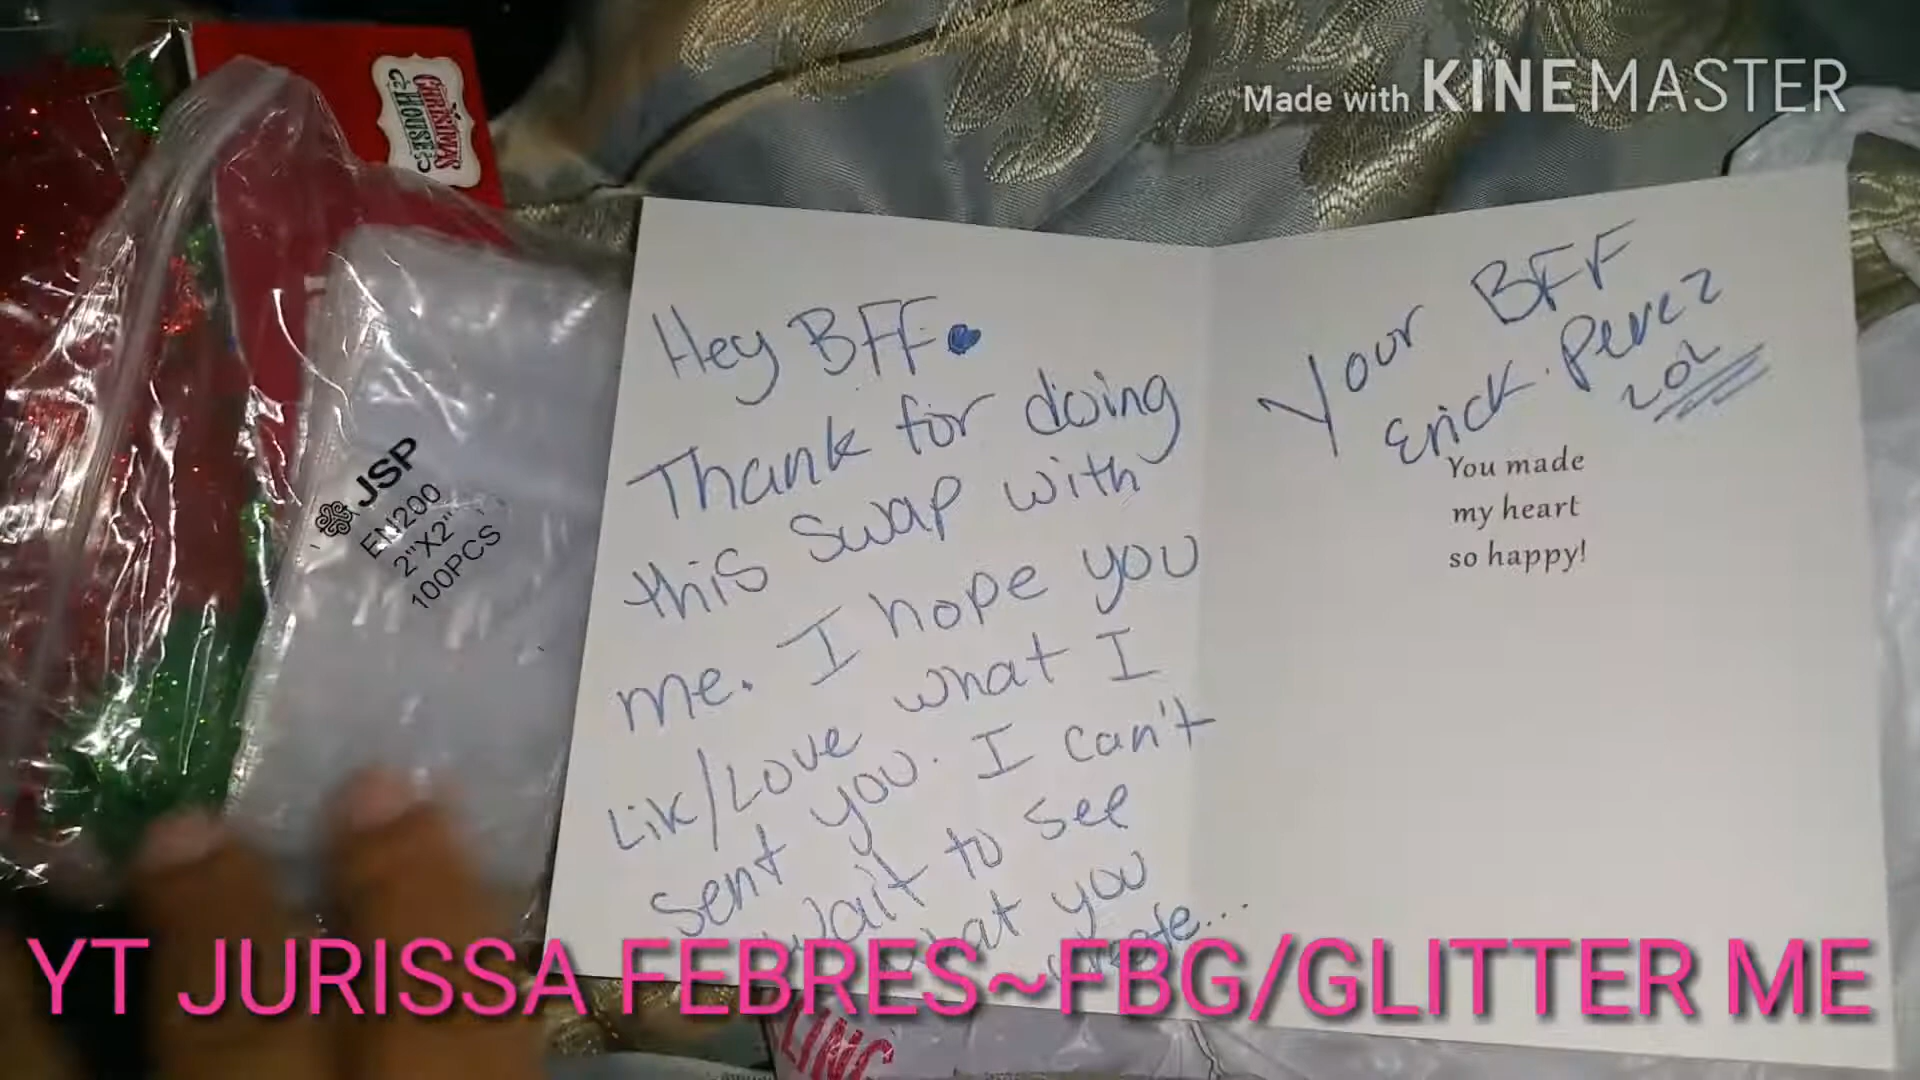 Made with KINEMASTER
CHRISTMAS
HOUSE
JSP
EN200
2"X2"
100PCS
Hey BFF
Thank for doing
this swap with
me. I hope you
Lik/Love what I
sent you. I can't
wait to see
what you
create...
Your BFF
Erick Perez
LOL
You made
my heart
so happy!
YT JURISSA FEBRES~FBG/GLITTER ME